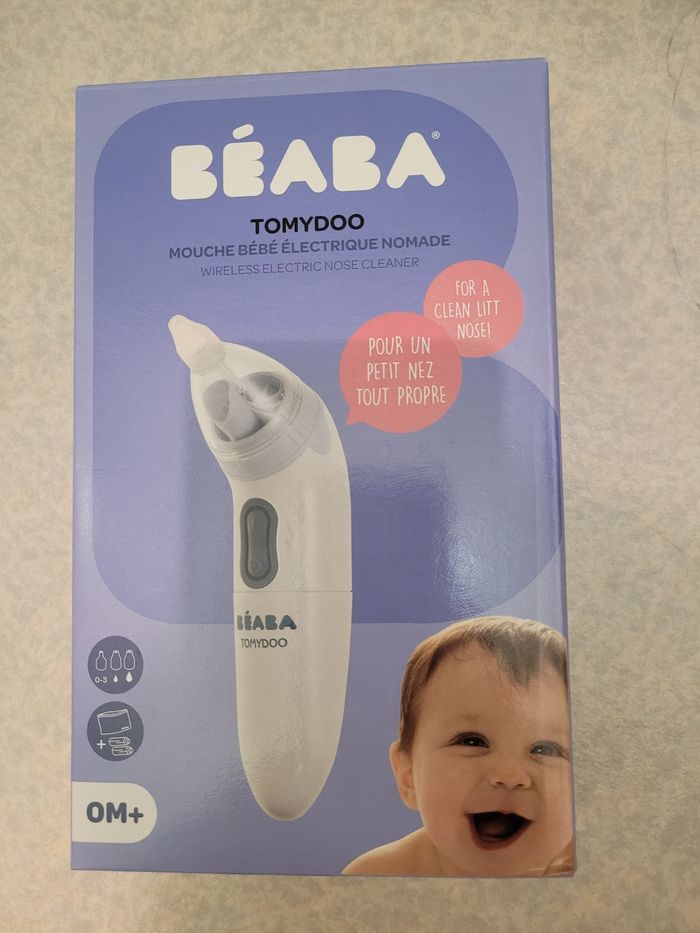 BÉABA®
TOMYDOO
MOUCHE BÉBÉ ÉLECTRIQUE NOMADE
WIRELESS ELECTRIC NOSE CLEANER
FOR A
CLEAN LITT
NOSE!
POUR UN
PETIT NEZ
TOUT PROPRE
BÉABA
TOMYDOO
0-3
+
0M+